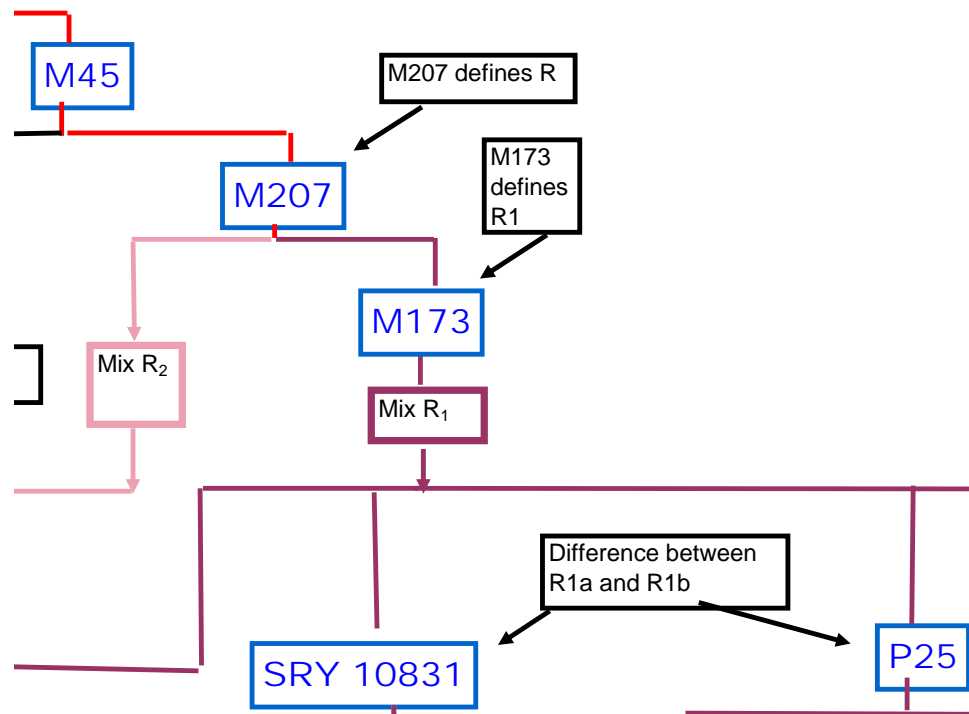 M45
M207 defines R
M173
defines
R1
M207
M173
Mix R₂
Mix R₁
Difference between
R1a and R1b
SRY 10831
P25